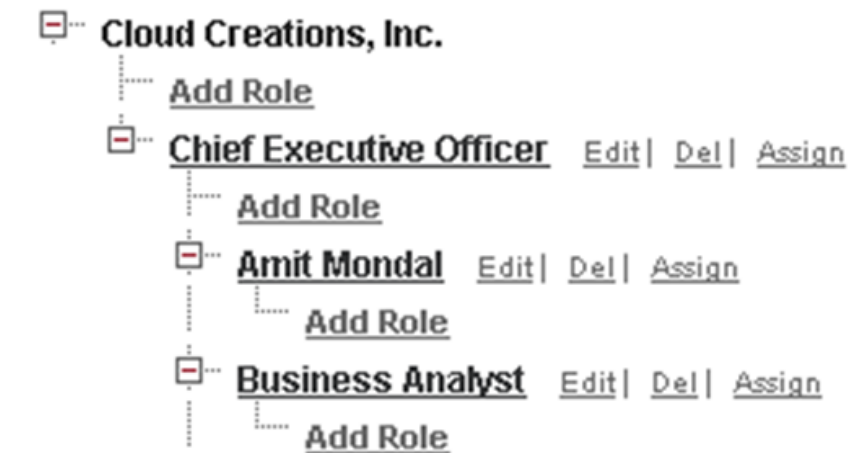 Cloud Creations, Inc.
Add Role
Chief Executive Officer Edit| Del| Assign
Add Role
Amit Mondal Edit| Del| Assign
Add Role
Business Analyst Edit| Del| Assign
Add Role